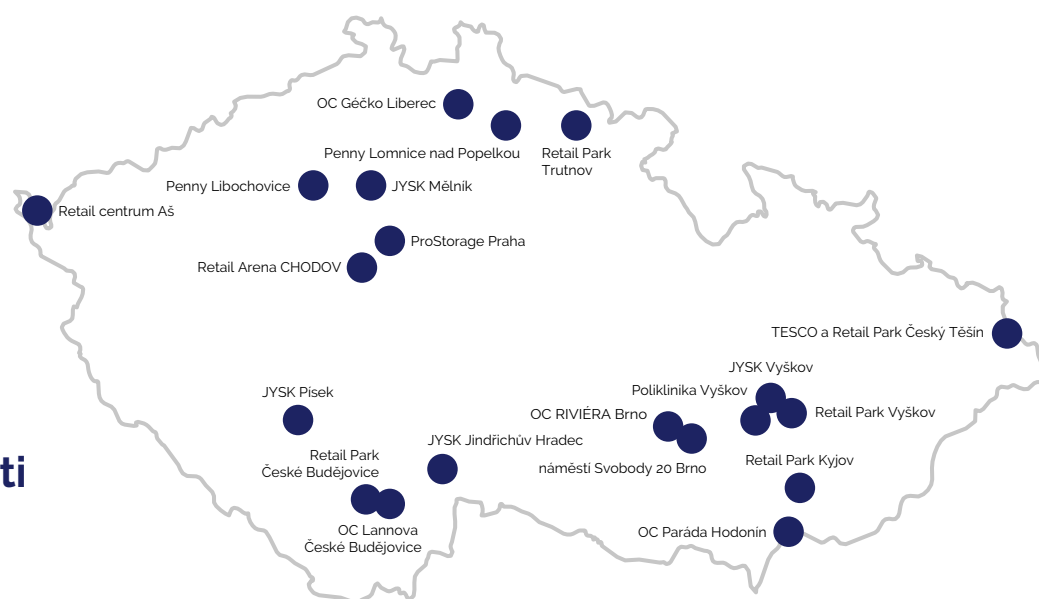 OC Géčko Liberec
Penny Lomnice nad Popelkou
Retail Park
Trutnov
Penny Libochovice
JYSK Mělník
Retail centrum Aš
ProStorage Praha
Retail Arena CHODOV
TESCO a Retail Park Český Těšín
JYSK Vyškov
Poliklinika Vyškov
JYSK Písek
Retail Park Vyškov
OC RIVIÉRA Brno
JYSK Jindřichův Hradec
Retail Park
České Budějovice
náměstí Svobody 20 Brno
Retail Park Kyjov
ti
OC Lannova
České Budějovice
OC Paráda Hodonín